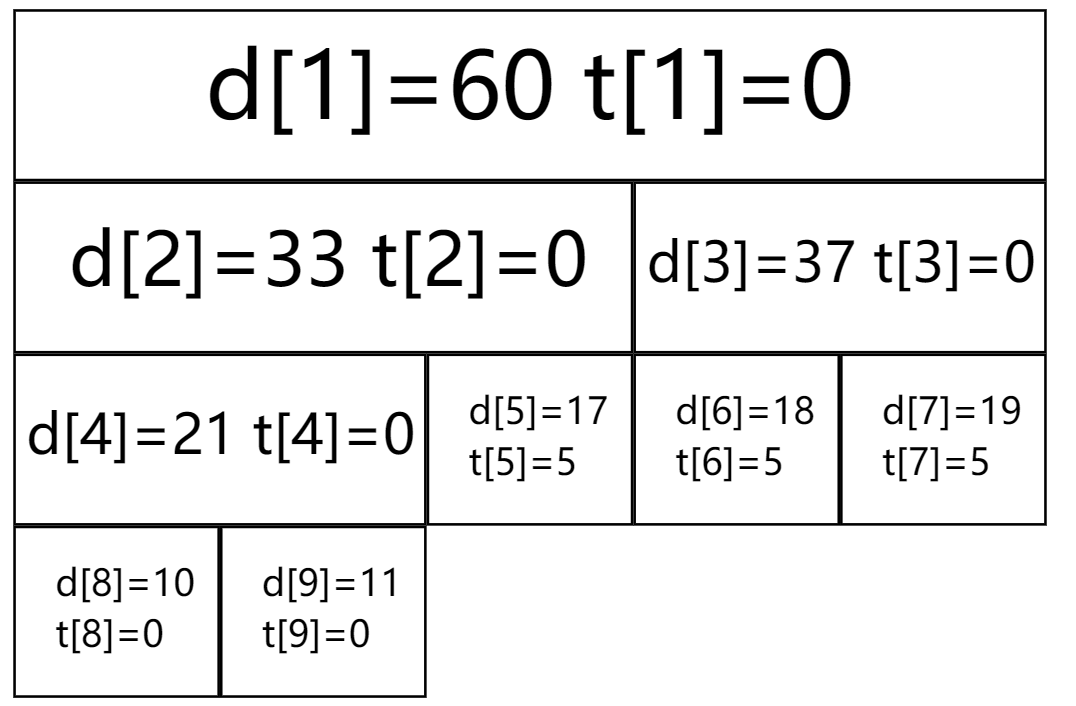 d[1]=60 t[1]=0
d[2]=33 t[2]=0
d[3]=37 t[3]=0
d[4]=21 t[4]=0
d[5]=17
t[5]=5
d[6]=18
t[6]=5
d[7]=19
t[7]=5
d[8]=10
t[8]=0
d[9]=11
t[9]=0